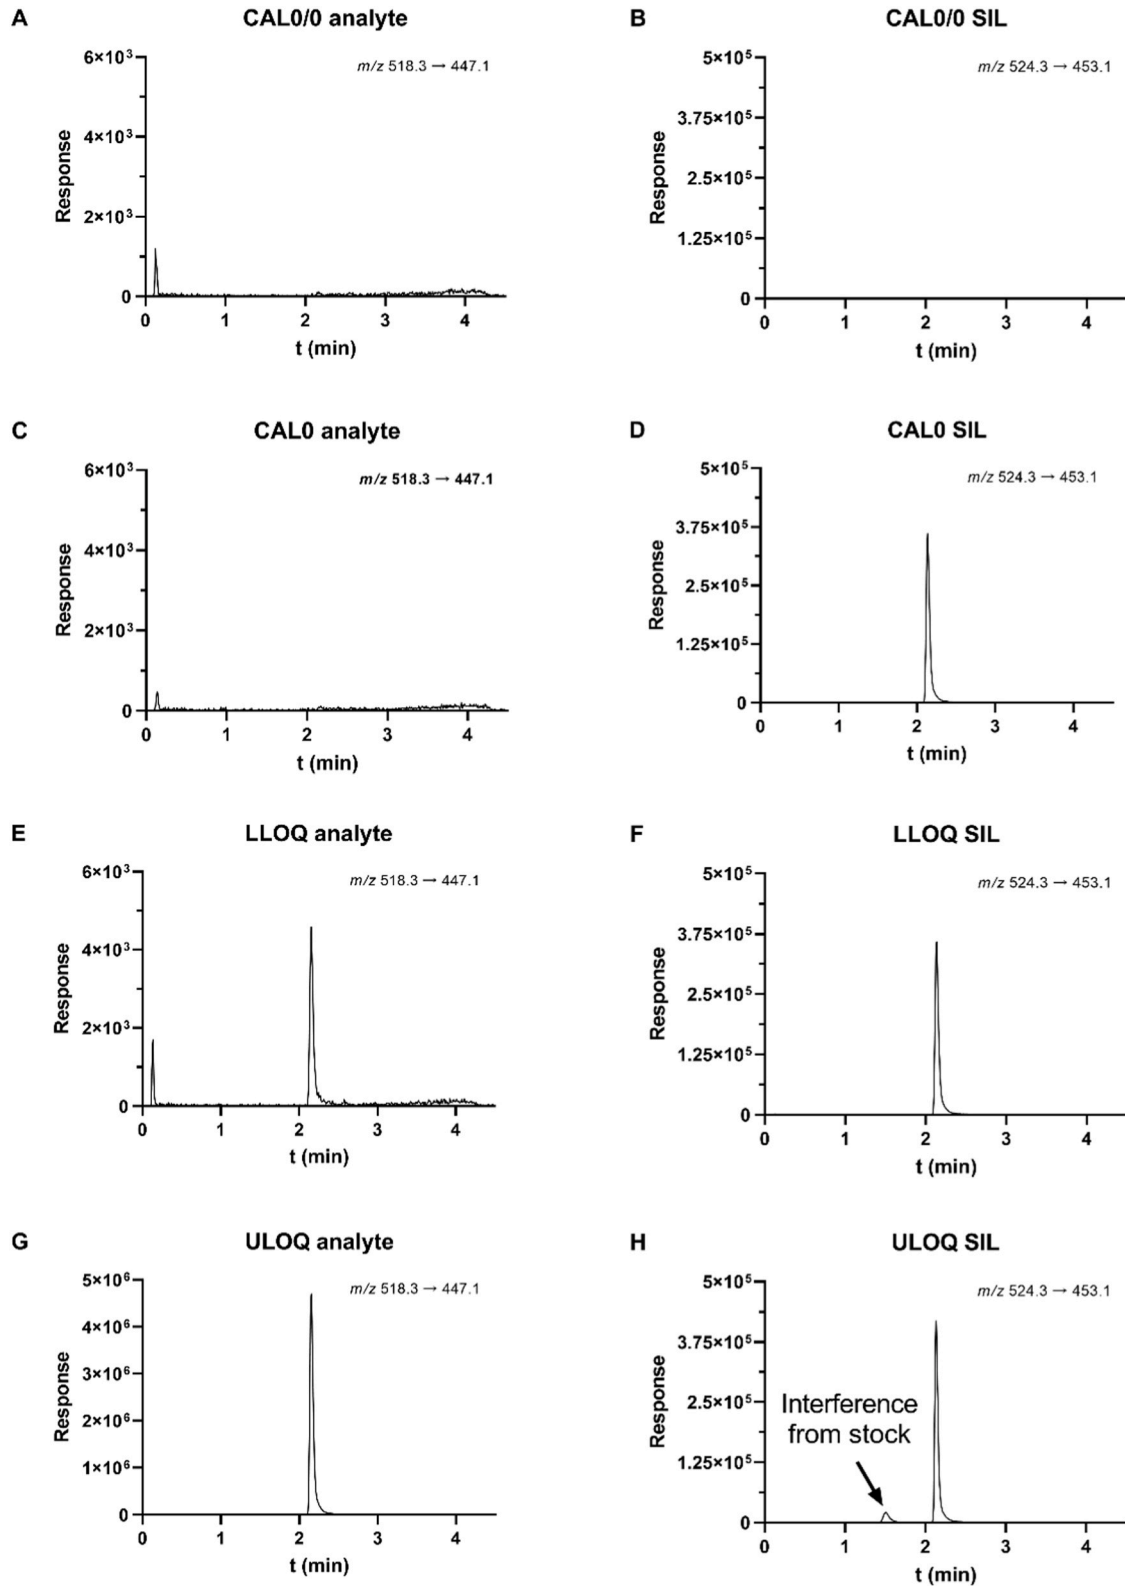 A
CAL0/0 analyte
m/z 518.3 → 447.1
6×10³
4×10³
2×10³
0
Response
0 1 2 3 4
t (min)
B
CAL0/0 SIL
m/z 524.3 → 453.1
5×10⁵
3.75×10⁵
2.5×10⁵
1.25×10⁵
0
Response
0 1 2 3 4
t (min)
C
CAL0 analyte
m/z 518.3 → 447.1
6×10³
4×10³
2×10³
0
Response
0 1 2 3 4
t (min)
D
CAL0 SIL
m/z 524.3 → 453.1
5×10⁵
3.75×10⁵
2.5×10⁵
1.25×10⁵
0
Response
0 1 2 3 4
t (min)
E
LLOQ analyte
m/z 518.3 → 447.1
6×10³
4×10³
2×10³
0
Response
0 1 2 3 4
t (min)
F
LLOQ SIL
m/z 524.3 → 453.1
5×10⁵
3.75×10⁵
2.5×10⁵
1.25×10⁵
0
Response
0 1 2 3 4
t (min)
G
ULOQ analyte
m/z 518.3 → 447.1
5×10⁶
4×10⁶
3×10⁶
2×10⁶
1×10⁶
0
Response
0 1 2 3 4
t (min)
H
ULOQ SIL
m/z 524.3 → 453.1
5×10⁵
3.75×10⁵
2.5×10⁵
1.25×10⁵
0
Response
Interference
from stock
0 1 2 3 4
t (min)